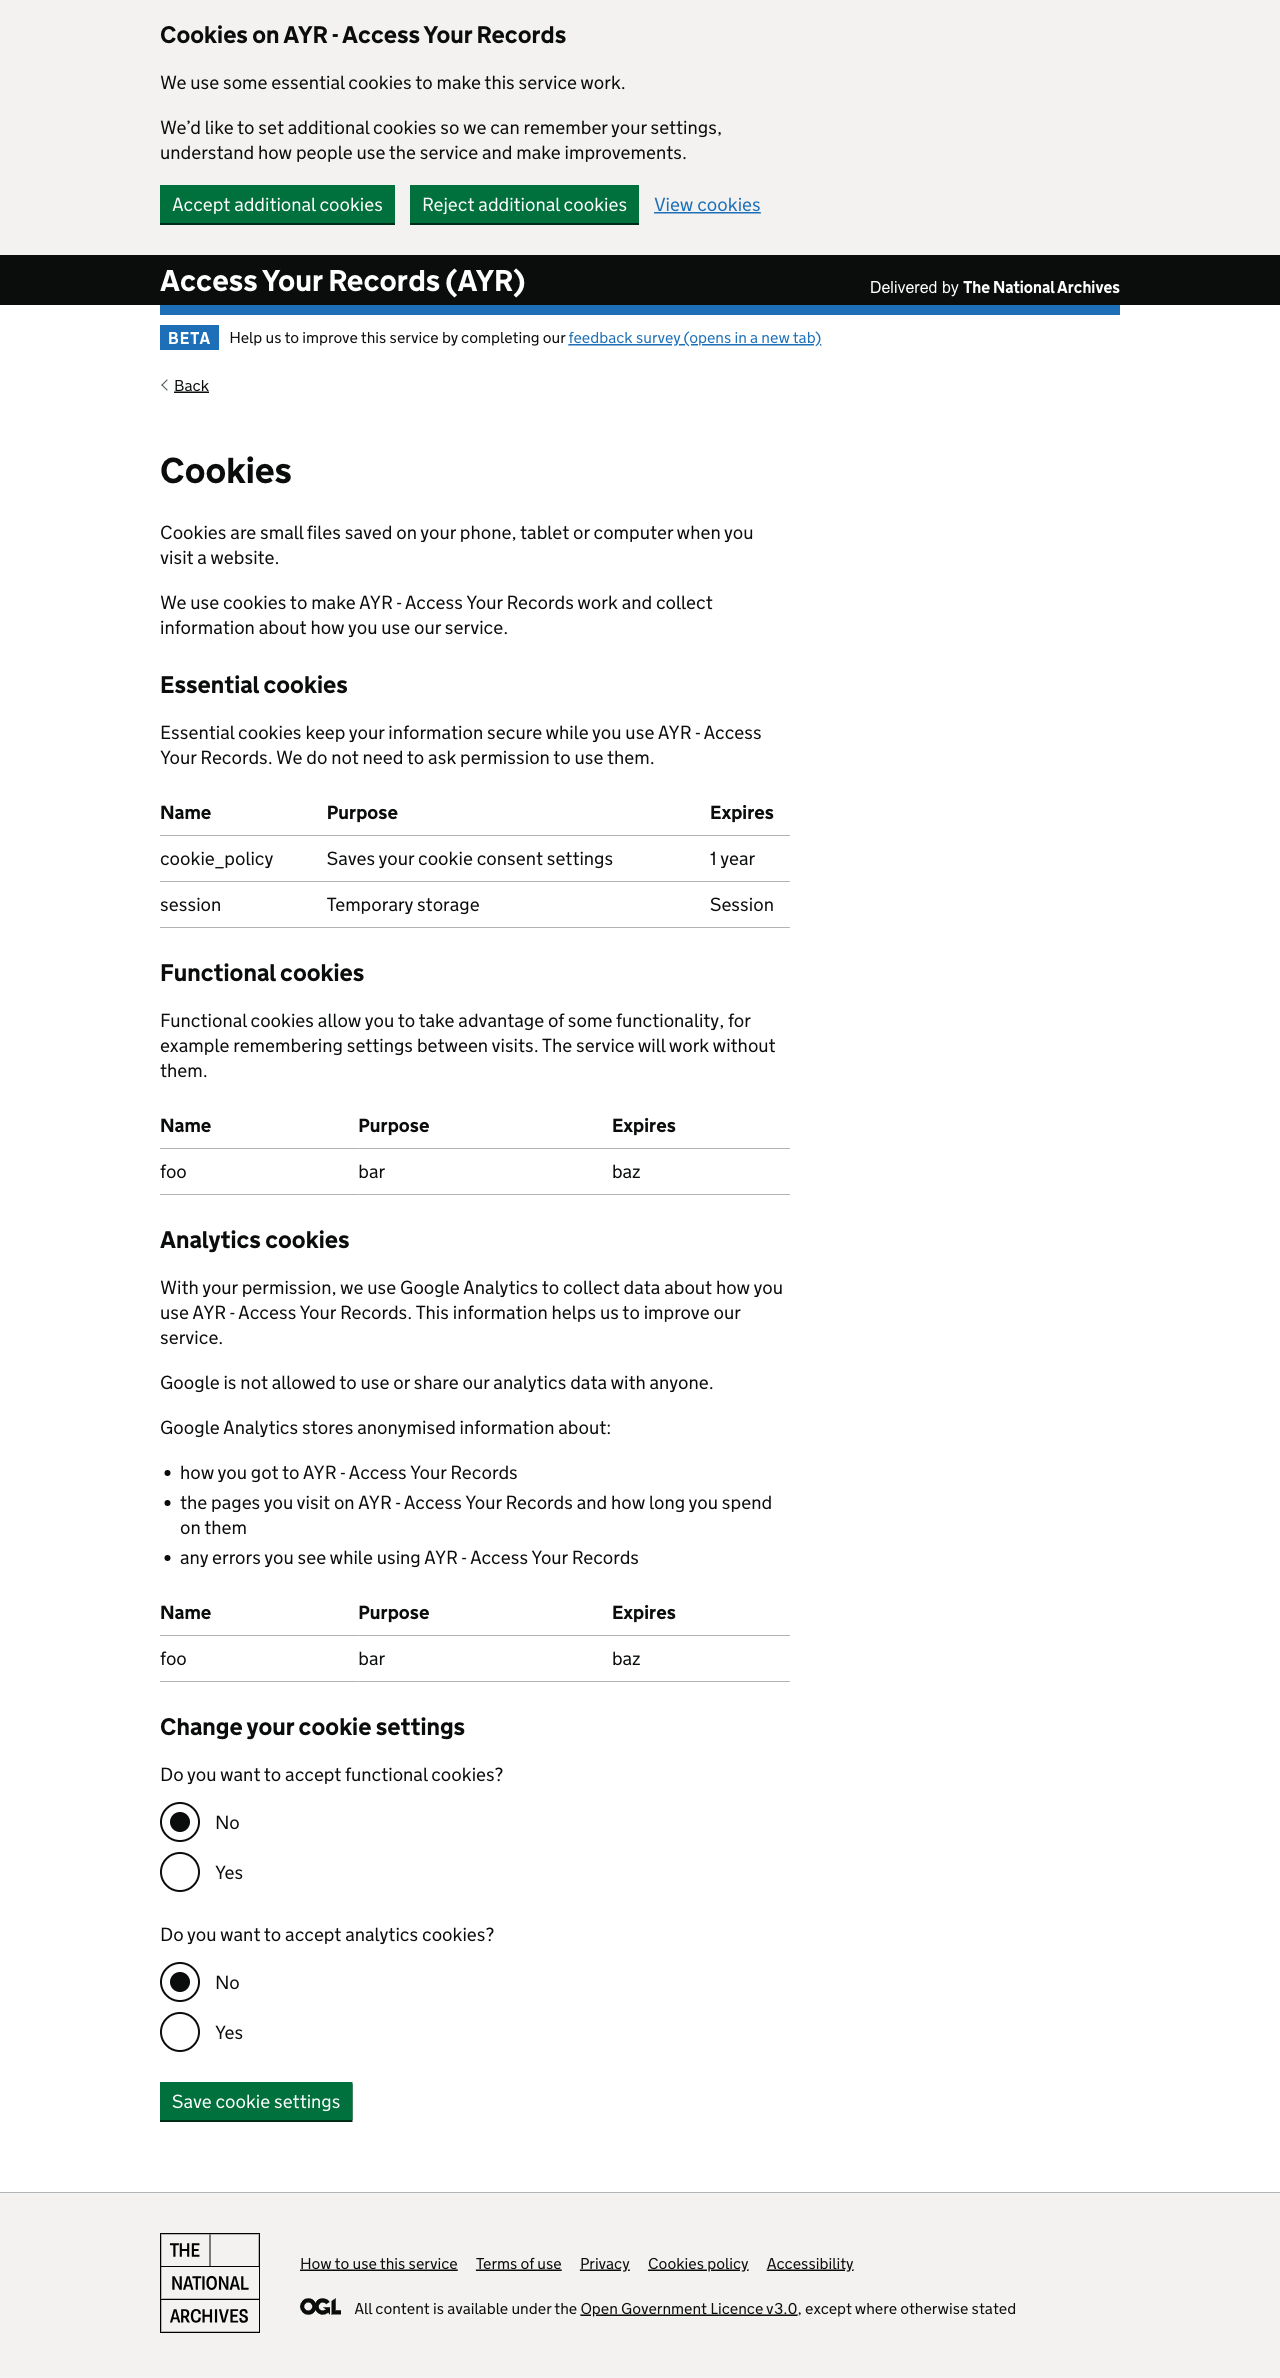 Cookies on AYR - Access Your Records
We use some essential cookies to make this service work.
We’d like to set additional cookies so we can remember your settings,
understand how people use the service and make improvements.
Accept additional cookies Reject additional cookies View cookies
Access Your Records (AYR) Delivered by The National Archives
BETA Help us to improve this service by completing our feedback survey (opens in a new tab)
Back
Cookies
Cookies are small files saved on your phone, tablet or computer when you
visit a website.
We use cookies to make AYR - Access Your Records work and collect
information about how you use our service.
Essential cookies
Essential cookies keep your information secure while you use AYR - Access
Your Records. We do not need to ask permission to use them.
Name Purpose Expires
cookie_policy Saves your cookie consent settings 1 year
session Temporary storage Session
Functional cookies
Functional cookies allow you to take advantage of some functionality, for
example remembering settings between visits. The service will work without
them.
Name Purpose Expires
foo bar baz
Analytics cookies
With your permission, we use Google Analytics to collect data about how you
use AYR - Access Your Records. This information helps us to improve our
service.
Google is not allowed to use or share our analytics data with anyone.
Google Analytics stores anonymised information about:
• how you got to AYR - Access Your Records
• the pages you visit on AYR - Access Your Records and how long you spend
on them
• any errors you see while using AYR - Access Your Records
Name Purpose Expires
foo bar baz
Change your cookie settings
Do you want to accept functional cookies?
No
Yes
Do you want to accept analytics cookies?
No
Yes
Save cookie settings
THE
NATIONAL
ARCHIVES
How to use this service Terms of use Privacy Cookies policy Accessibility
OGL All content is available under the Open Government Licence v3.0, except where otherwise stated